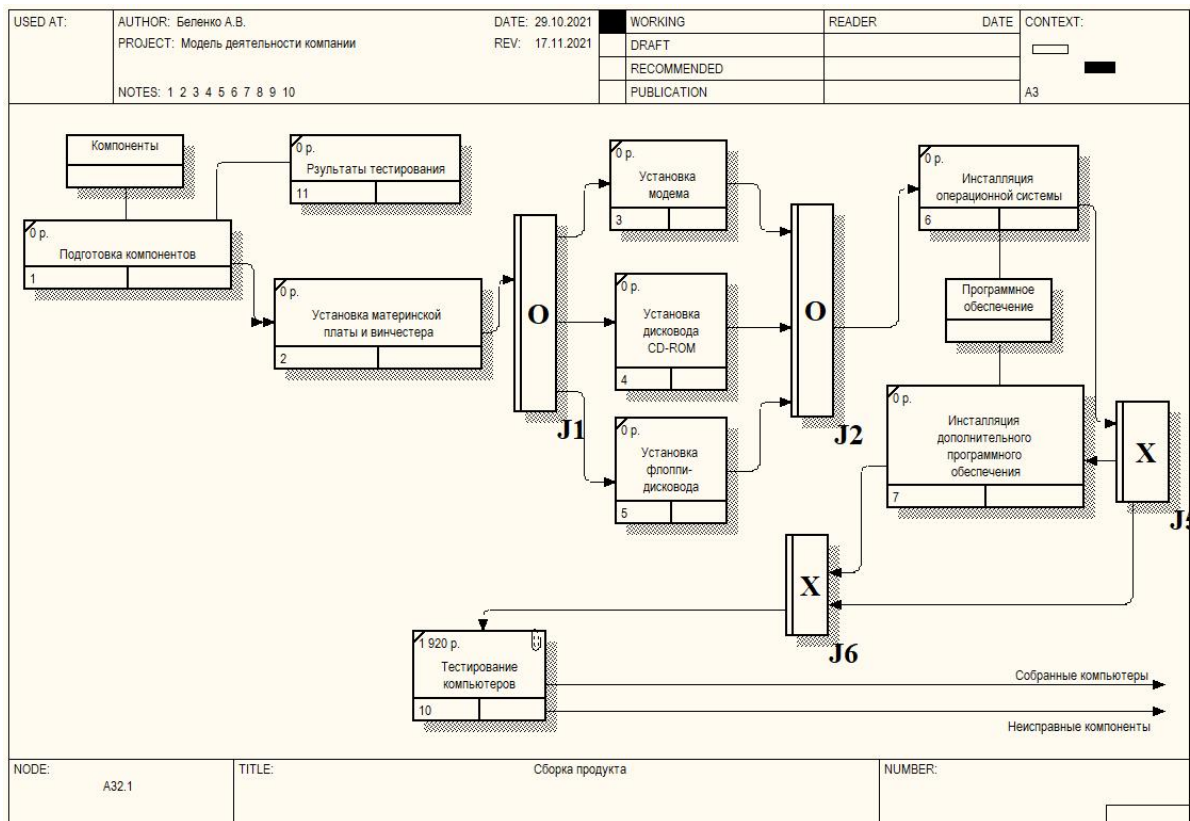 USED AT:
AUTHOR: Беленко А.В.
DATE: 29.10.2021
PROJECT: Модель деятельности компании
REV: 17.11.2021
NOTES: 1 2 3 4 5 6 7 8 9 10
WORKING
DRAFT
RECOMMENDED
PUBLICATION
READER
DATE
CONTEXT:
A3
Компоненты
0 р.
Рзультаты тестирования
11
0 р.
Подготовка компонентов
1
0 р.
Установка материнской
платы и винчестера
2
O
J1
0 р.
Установка
модема
3
0 р.
Установка
дисковода
CD-ROM
4
0 р.
Установка
флоппи-
дисковода
5
O
J2
0 р.
Инсталляция
операционной системы
6
Программное
обеспечение
0 р.
Инсталляция
дополнительного
программного
обеспечения
7
X
J5
X
J6
1 920 р.
Тестирование
компьютеров
10
Собранные компьютеры
Неисправные компоненты
NODE:
A32.1
TITLE:
Сборка продукта
NUMBER: